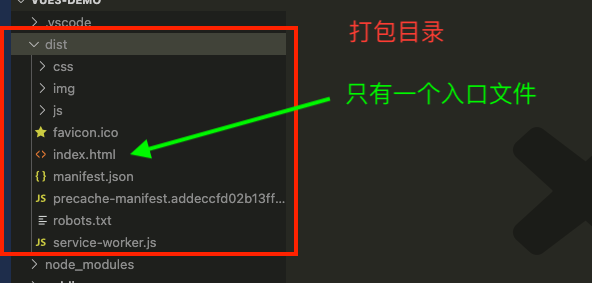 VUE3-DEMO
.vscode
dist
css
img
js
favicon.ico
<> index.html
{ } manifest.json
JS precache-manifest.addeccfd02b13ff...
robots.txt
JS service-worker.js
node_modules
打包目录
只有一个入口文件